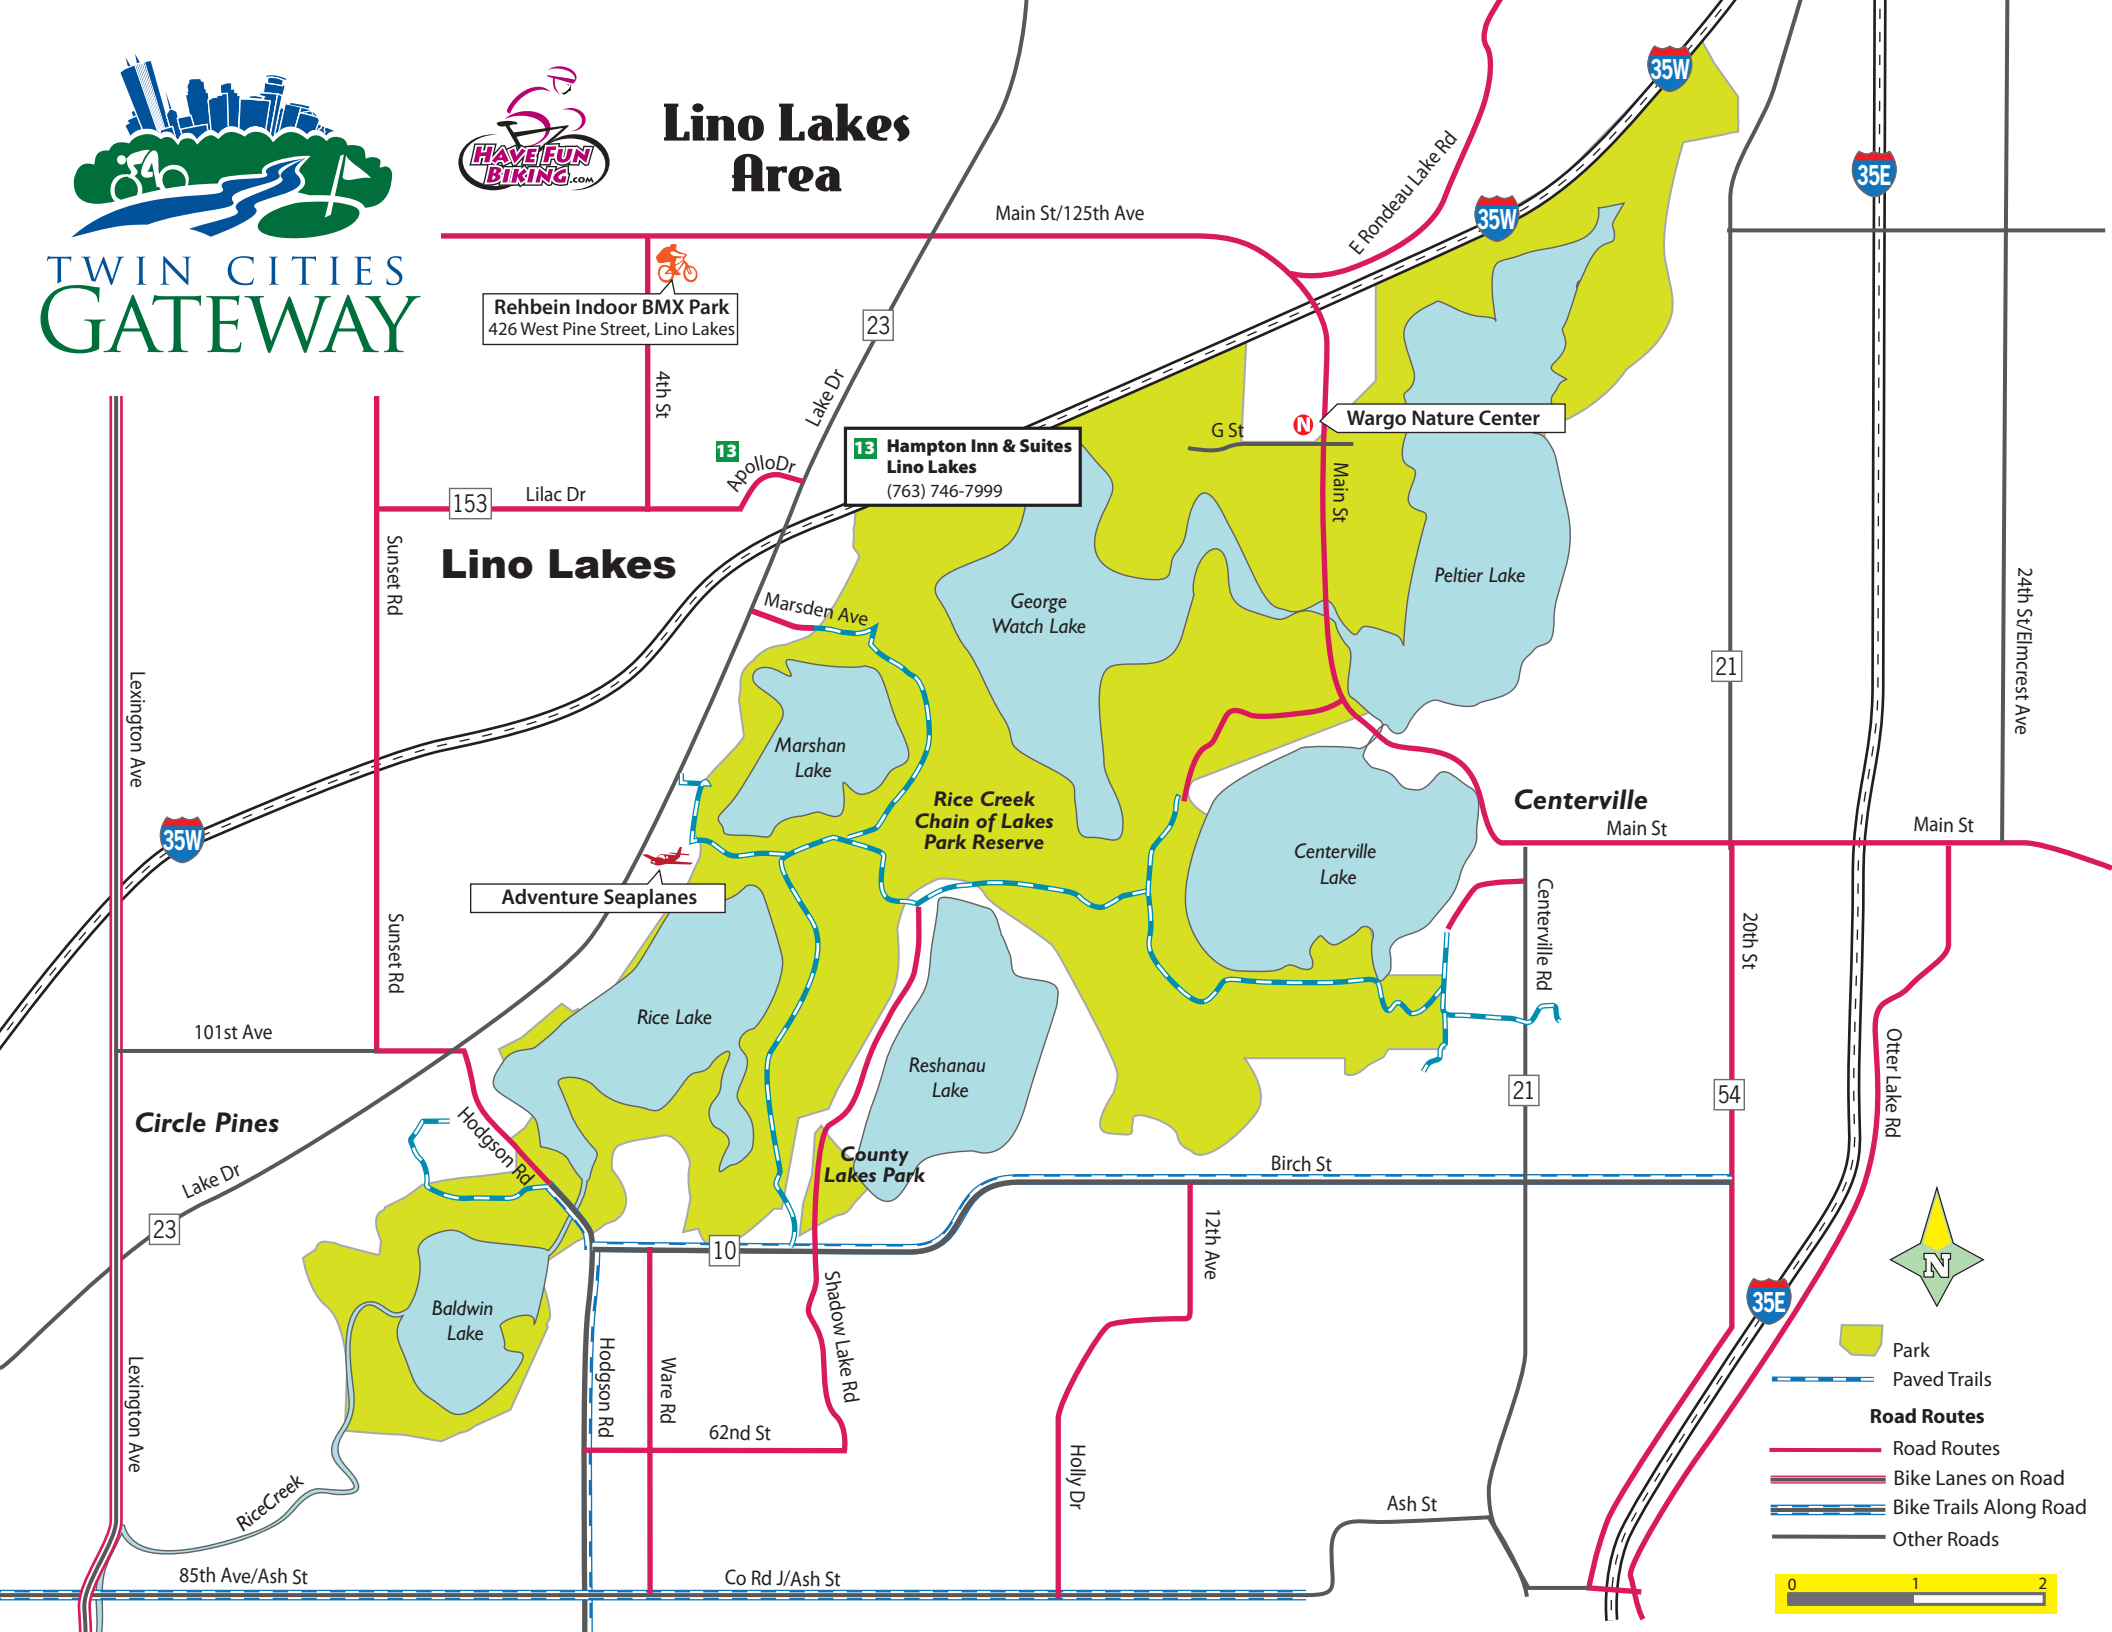 TWIN CITIES
GATEWAY
HAVE FUN
BIKING.COM
Lino Lakes
Area
35W
35E
Main St/125th Ave
E Rondeau Lake Rd
35W
Rehbein Indoor BMX Park
426 West Pine Street, Lino Lakes
23
4th St
Lake Dr
13
ApolloDr
13 Hampton Inn & Suites
Lino Lakes
(763) 746-7999
G St
N
Wargo Nature Center
Main St
153
Lilac Dr
Sunset Rd
Lino Lakes
Marsden Ave
George
Watch Lake
Peltier Lake
24th St/Elmcrest Ave
21
Lexington Ave
Marshan
Lake
35W
Rice Creek
Chain of Lakes
Park Reserve
Centerville
Main St
Main St
Centerville
Lake
Adventure Seaplanes
Sunset Rd
Centerville Rd
20th St
Rice Lake
101st Ave
Reshanau
Lake
Otter Lake Rd
21
54
Circle Pines
Hodgson Rd
County
Lakes Park
Birch St
Lake Dr
23
10
12th Ave
N
35E
Baldwin
Lake
Shadow Lake Rd
Hodgson Rd
Ware Rd
62nd St
Lexington Ave
Holly Dr
RiceCreek
Ash St
85th Ave/Ash St
Co Rd J/Ash St
Park
Paved Trails
Road Routes
Road Routes
Bike Lanes on Road
Bike Trails Along Road
Other Roads
0 1 2